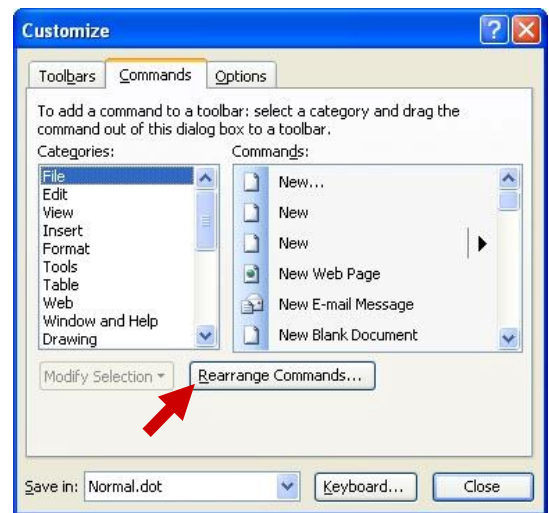 Customize
Toolbars Commands Options
To add a command to a toolbar: select a category and drag the
command out of this dialog box to a toolbar.
Categories: Commands:
File
Edit
View
Insert
Format
Tools
Table
Web
Window and Help
Drawing
New...
New
New
New Web Page
New E-mail Message
New Blank Document
Modify Selection Rearrange Commands...
Save in: Normal.dot Keyboard... Close